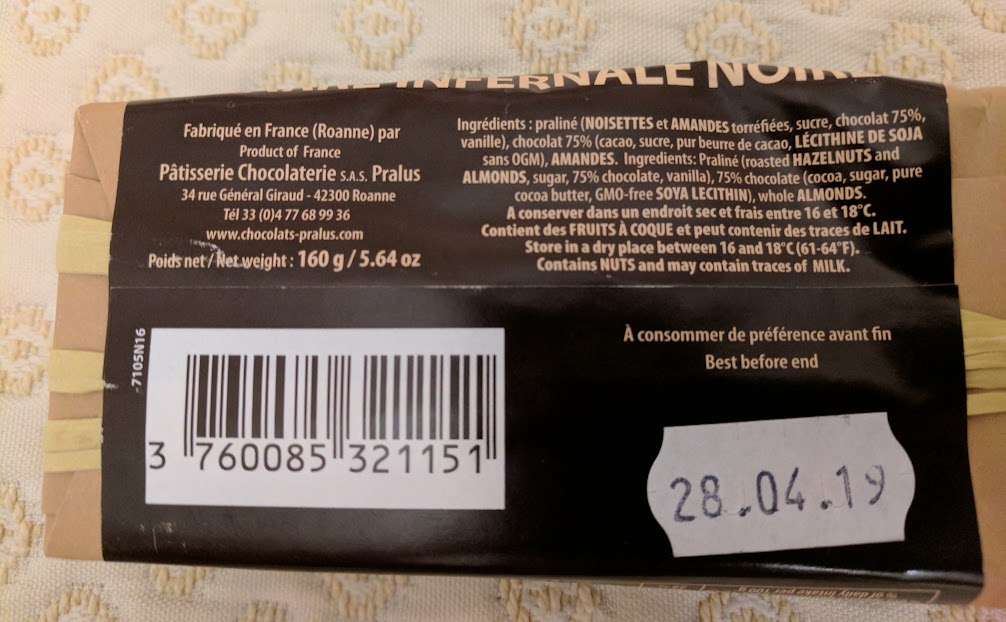 INFERNALE NOIR
Fabriqué en France (Roanne) par
Product of France
Pâtisserie Chocolaterie S.A.S. Pralus
34 rue Général Giraud - 42300 Roanne
Tél 33 (0)4 77 68 99 36
www.chocolats-pralus.com
Poids net / Net weight : 160 g / 5.64 oz
Ingrédients : praliné (NOISETTES et AMANDES torréfiées, sucre, chocolat 75%,
vanille), chocolat 75% (cacao, sucre, pur beurre de cacao, LÉCITHINE DE SOJA
sans OGM), AMANDES. Ingredients: Praliné (roasted HAZELNUTS and
ALMONDS, sugar, 75% chocolate, vanilla), 75% chocolate (cocoa, sugar, pure
cocoa butter, GMO-free SOYA LECITHIN), whole ALMONDS.
A conserver dans un endroit sec et frais entre 16 et 18°C.
Contient des FRUITS À COQUE et peut contenir des traces de LAIT.
Store in a dry place between 16 and 18°C (61-64°F).
Contains NUTS and may contain traces of MILK.
-7105N16
3 760085 321151
À consommer de préférence avant fin
Best before end
28.04.19
% of daily intake per 100 g